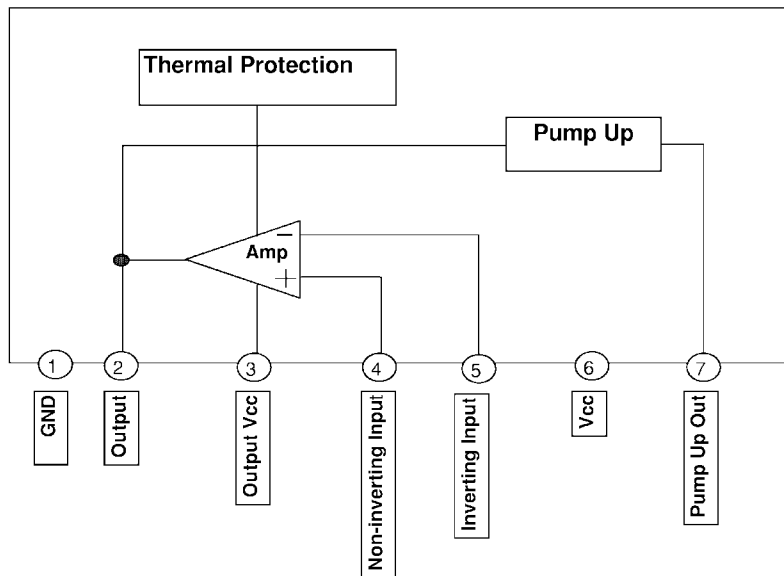 Thermal Protection
Pump Up
Amp
−
+
1
2
3
4
5
6
7
GND
Output
Output Vcc
Non-inverting Input
Inverting Input
Vcc
Pump Up Out